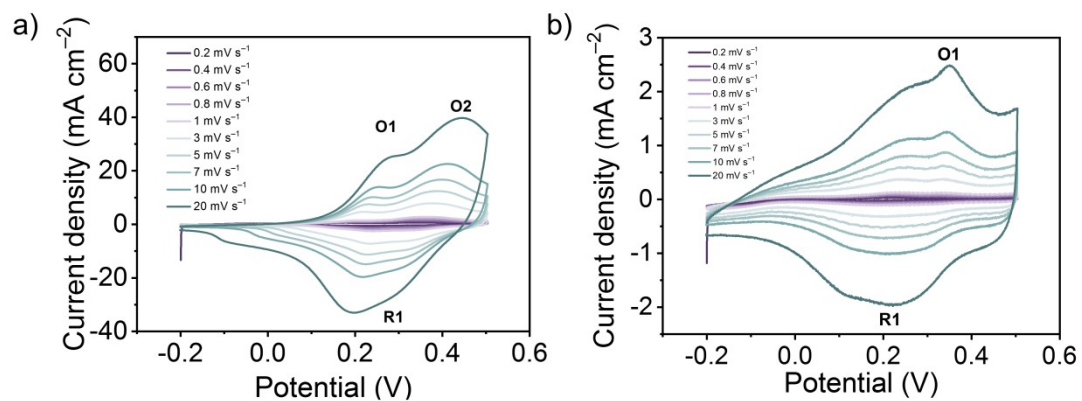 a)
Current density (mA cm⁻²)
60
40
20
0
-20
-40
0.2 mV s⁻¹
0.4 mV s⁻¹
0.6 mV s⁻¹
0.8 mV s⁻¹
1 mV s⁻¹
3 mV s⁻¹
5 mV s⁻¹
7 mV s⁻¹
10 mV s⁻¹
20 mV s⁻¹
O1
O2
R1
-0.2 0.0 0.2 0.4 0.6
Potential (V)
b)
Current density (mA cm⁻²)
3
2
1
0
-1
-2
0.2 mV s⁻¹
0.4 mV s⁻¹
0.6 mV s⁻¹
0.8 mV s⁻¹
1 mV s⁻¹
3 mV s⁻¹
5 mV s⁻¹
7 mV s⁻¹
10 mV s⁻¹
20 mV s⁻¹
O1
R1
-0.2 0.0 0.2 0.4 0.6
Potential (V)